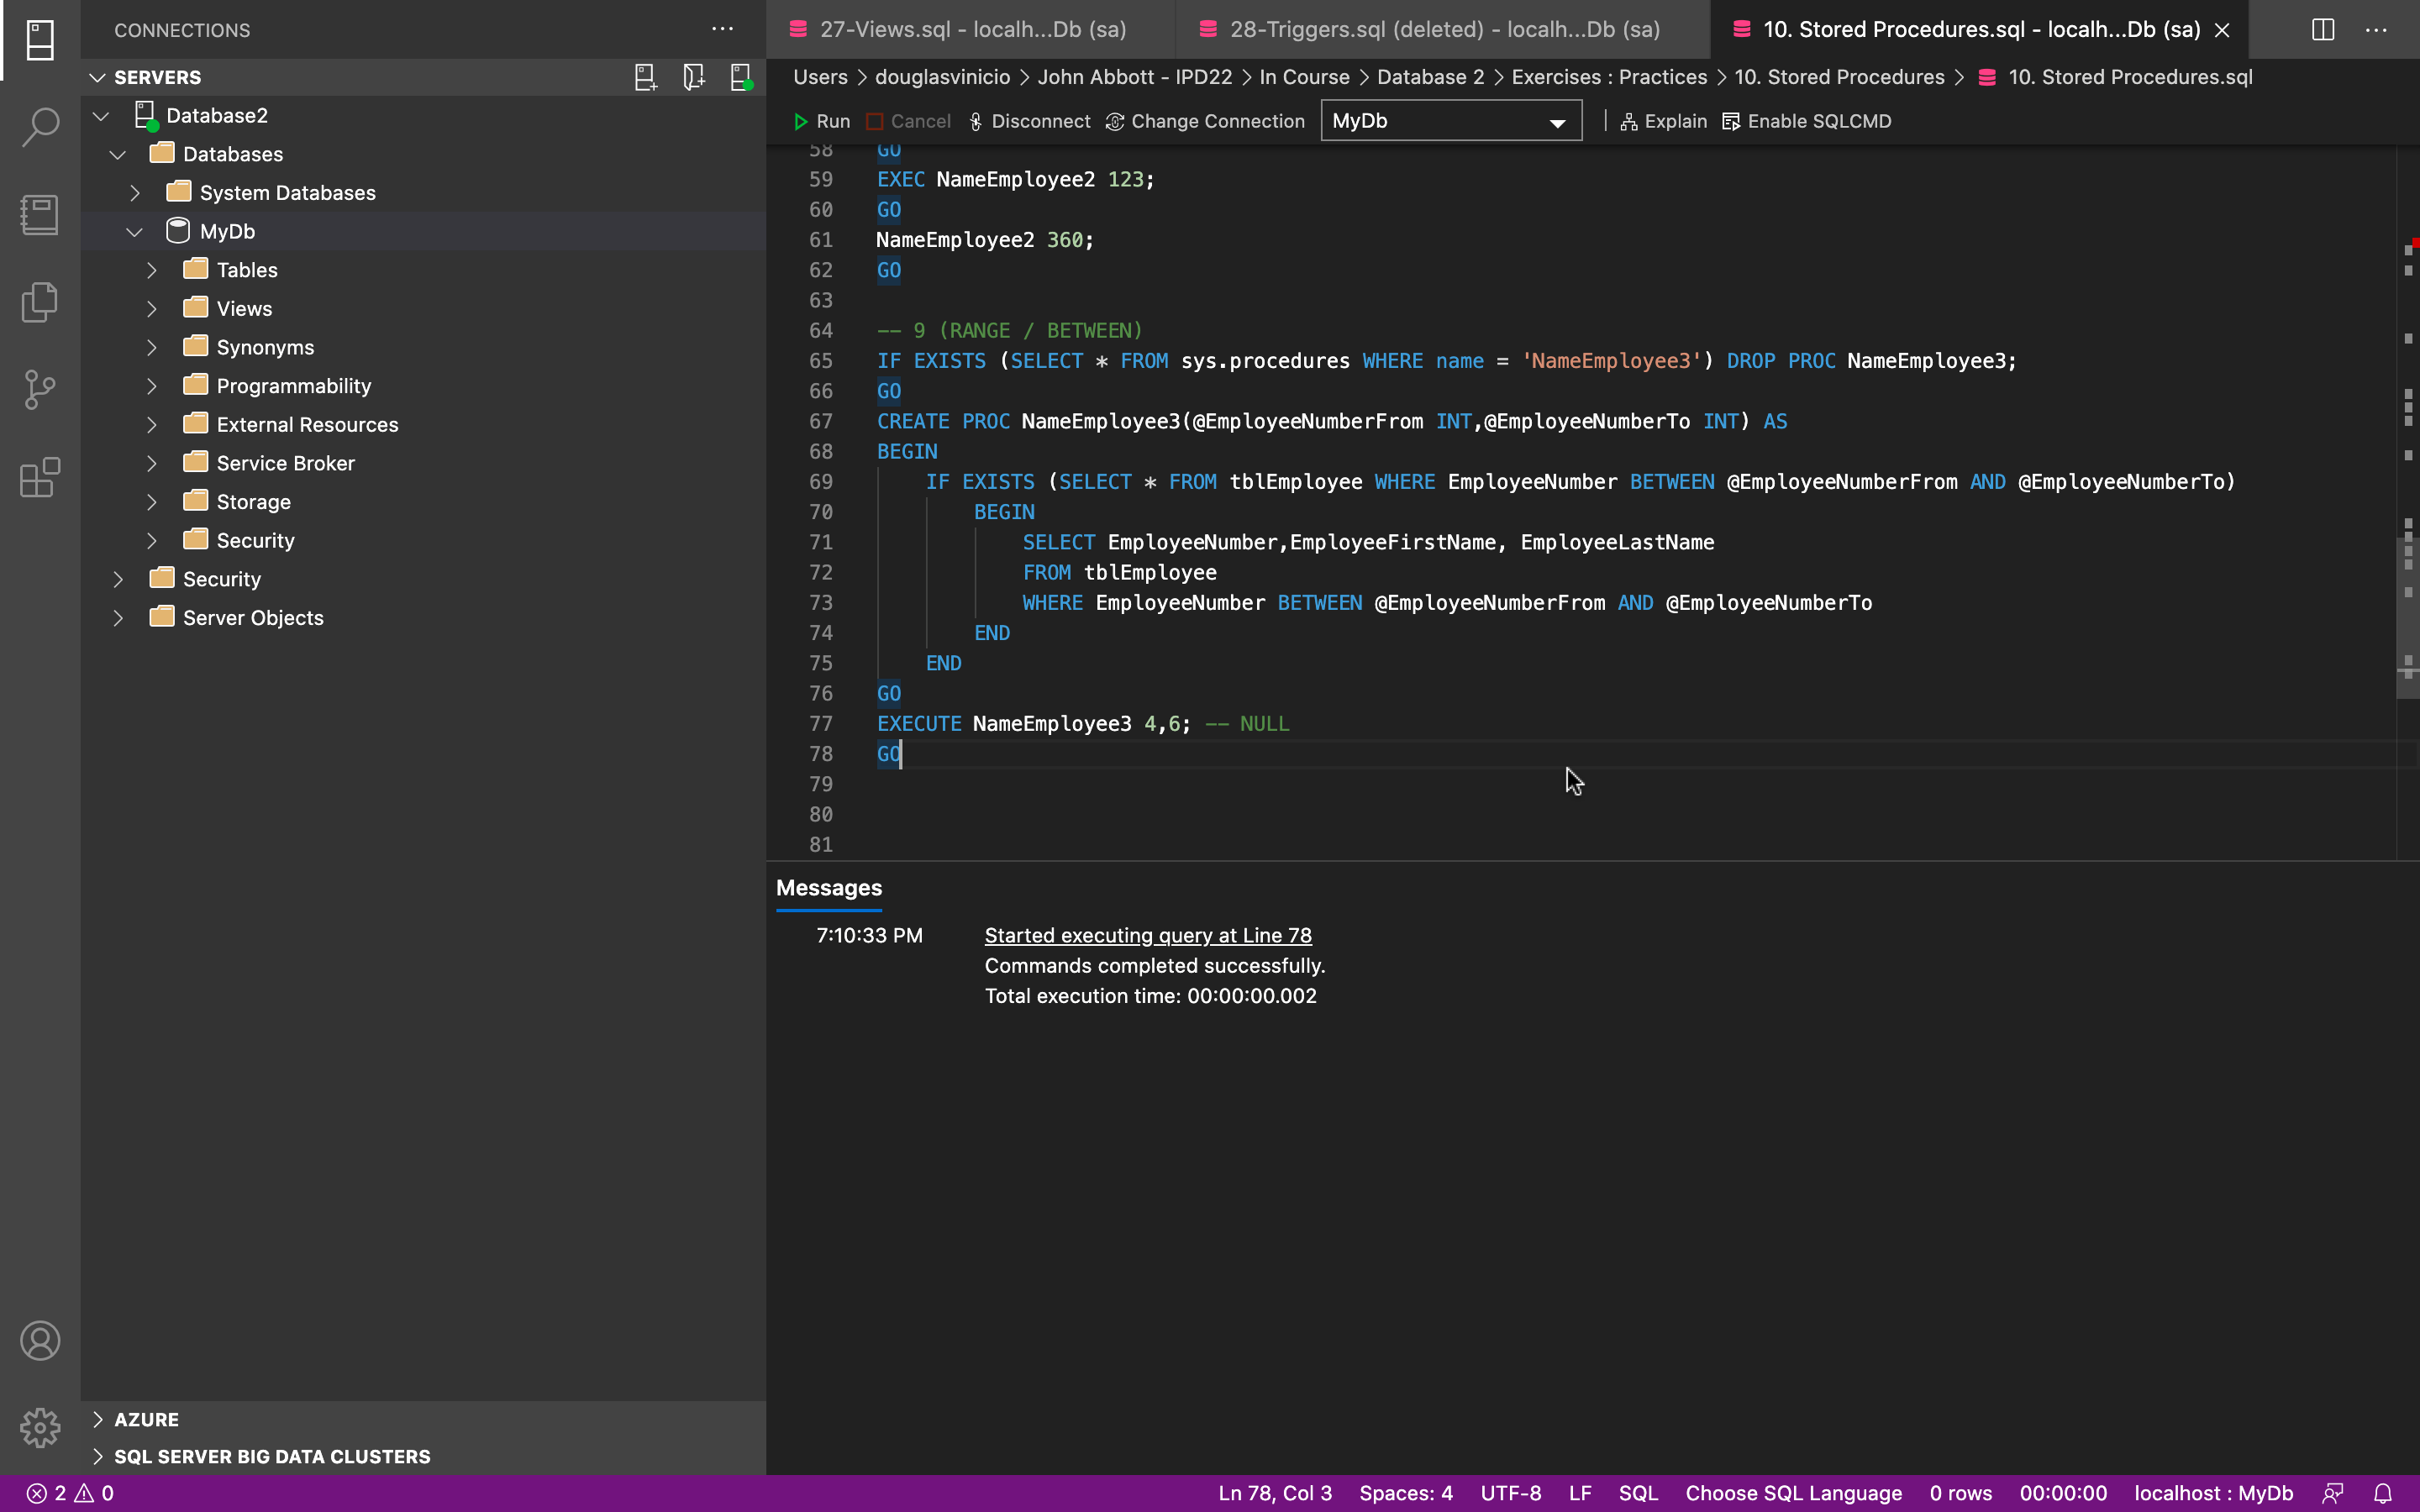 CONNECTIONS
SERVERS
Database2
Databases
System Databases
MyDb
Tables
Views
Synonyms
Programmability
External Resources
Service Broker
Storage
Security
Security
Server Objects
AZURE
SQL SERVER BIG DATA CLUSTERS
27-Views.sql - localh...Db (sa)
28-Triggers.sql (deleted) - localh...Db (sa)
10. Stored Procedures.sql - localh...Db (sa)
Users > douglasvinicio > John Abbott - IPD22 > In Course > Database 2 > Exercises : Practices > 10. Stored Procedures > 10. Stored Procedures.sql
Run Cancel Disconnect Change Connection MyDb Explain Enable SQLCMD
58 GO
59 EXEC NameEmployee2 123;
60 GO
61 NameEmployee2 360;
62 GO
63
64 -- 9 (RANGE / BETWEEN)
65 IF EXISTS (SELECT * FROM sys.procedures WHERE name = 'NameEmployee3') DROP PROC NameEmployee3;
66 GO
67 CREATE PROC NameEmployee3(@EmployeeNumberFrom INT,@EmployeeNumberTo INT) AS
68 BEGIN
69 IF EXISTS (SELECT * FROM tblEmployee WHERE EmployeeNumber BETWEEN @EmployeeNumberFrom AND @EmployeeNumberTo)
70 BEGIN
71 SELECT EmployeeNumber,EmployeeFirstName, EmployeeLastName
72 FROM tblEmployee
73 WHERE EmployeeNumber BETWEEN @EmployeeNumberFrom AND @EmployeeNumberTo
74 END
75 END
76 GO
77 EXECUTE NameEmployee3 4,6; -- NULL
78 GO
79
80
81
Messages
7:10:33 PM Started executing query at Line 78
Commands completed successfully.
Total execution time: 00:00:00.002
2 0 Ln 78, Col 3 Spaces: 4 UTF-8 LF SQL Choose SQL Language 0 rows 00:00:00 localhost : MyDb